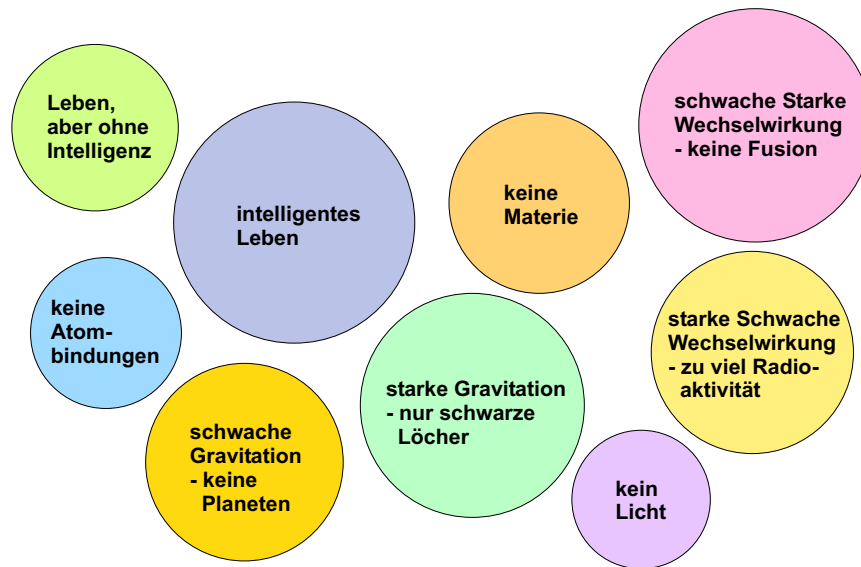 Leben,
aber ohne
Intelligenz
intelligentes
Leben
keine
Materie
schwache Starke
Wechselwirkung
- keine Fusion
keine
Atom-
bindungen
schwache
Gravitation
- keine
Planeten
starke Gravitation
- nur schwarze
Löcher
starke Schwache
Wechselwirkung
- zu viel Radio-
aktivität
kein
Licht